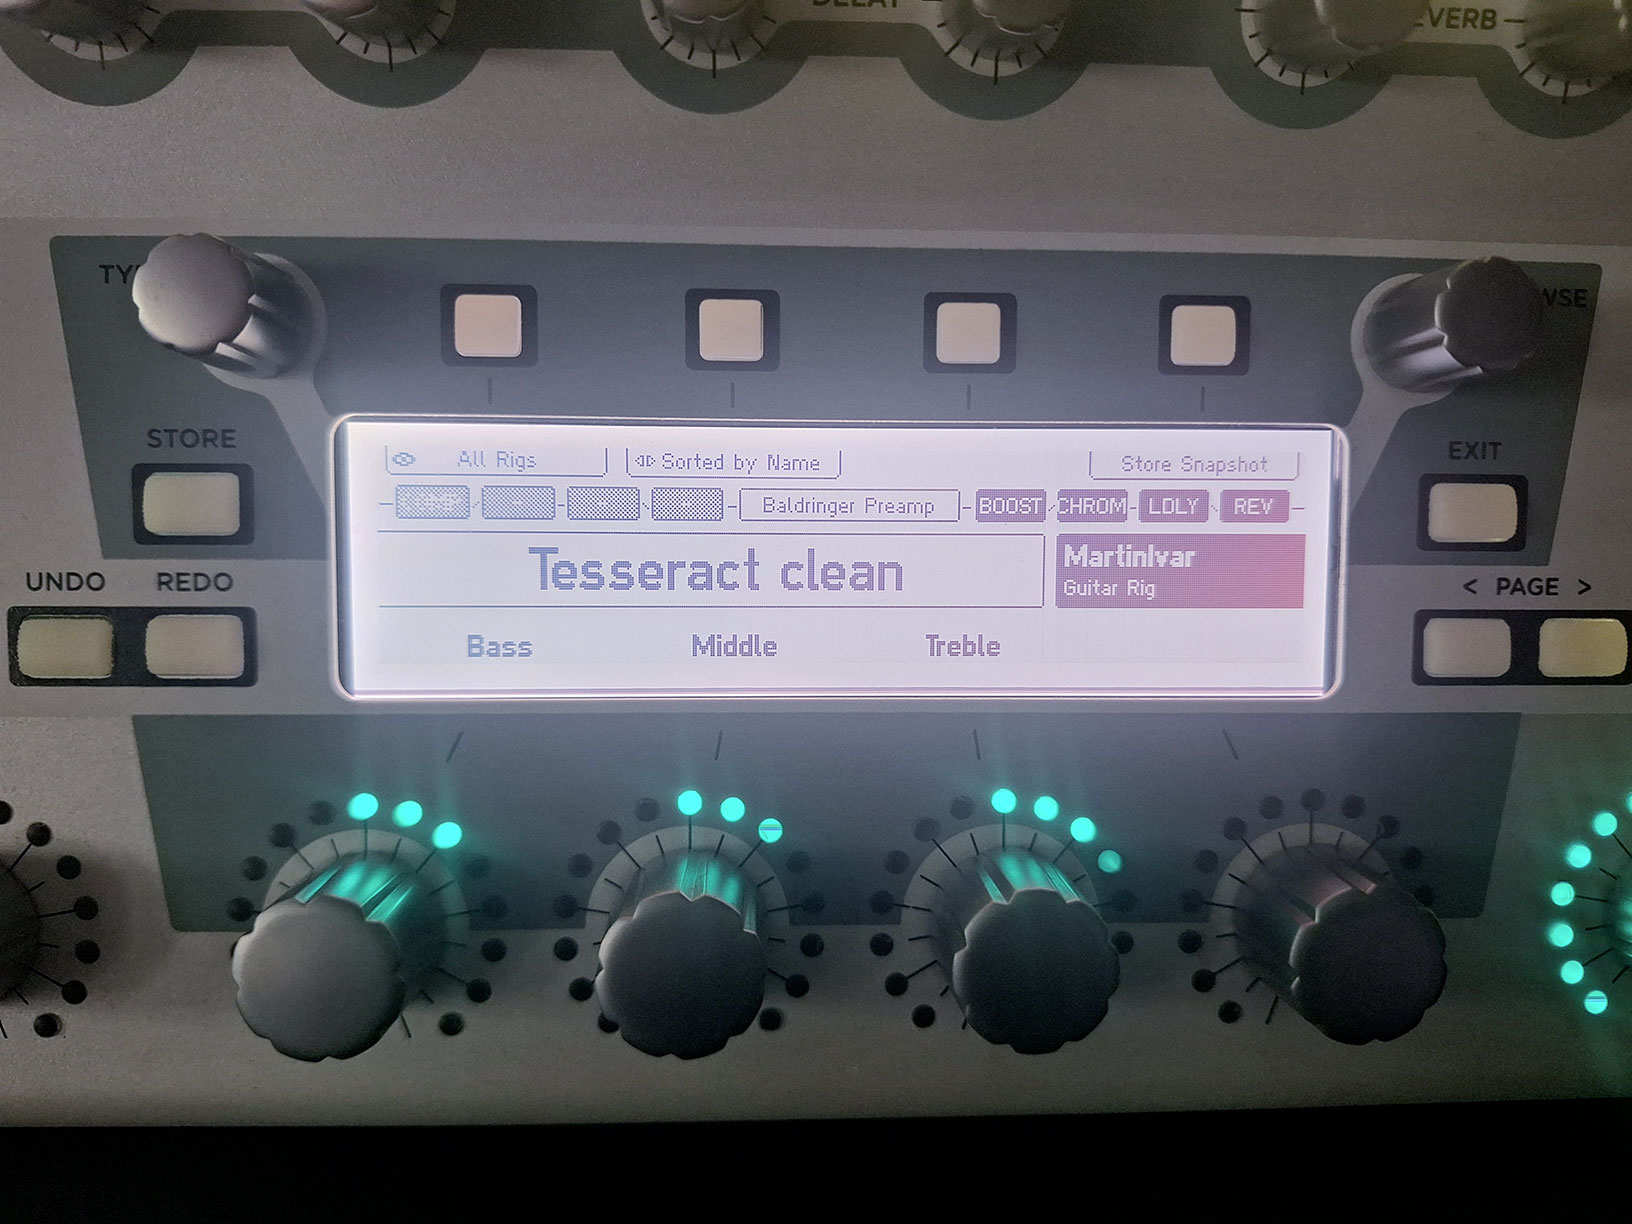 DELAY
All Rigs
Sorted by Name
Store Snapshot
STORE
EXIT
Baldringer Preamp
BOOST
CHROM
LDLY
REV
Tesseract clean
MartinIvar
Guitar Rig
UNDO REDO
< PAGE >
Bass
Middle
Treble